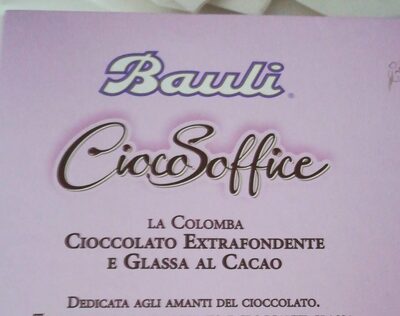 Bauli
CiocoSoffice
LA COLOMBA
CIOCCOLATO EXTRAFONDENTE
E GLASSA AL CACAO
DEDICATA AGLI AMANTI DEL CIOCCOLATO.